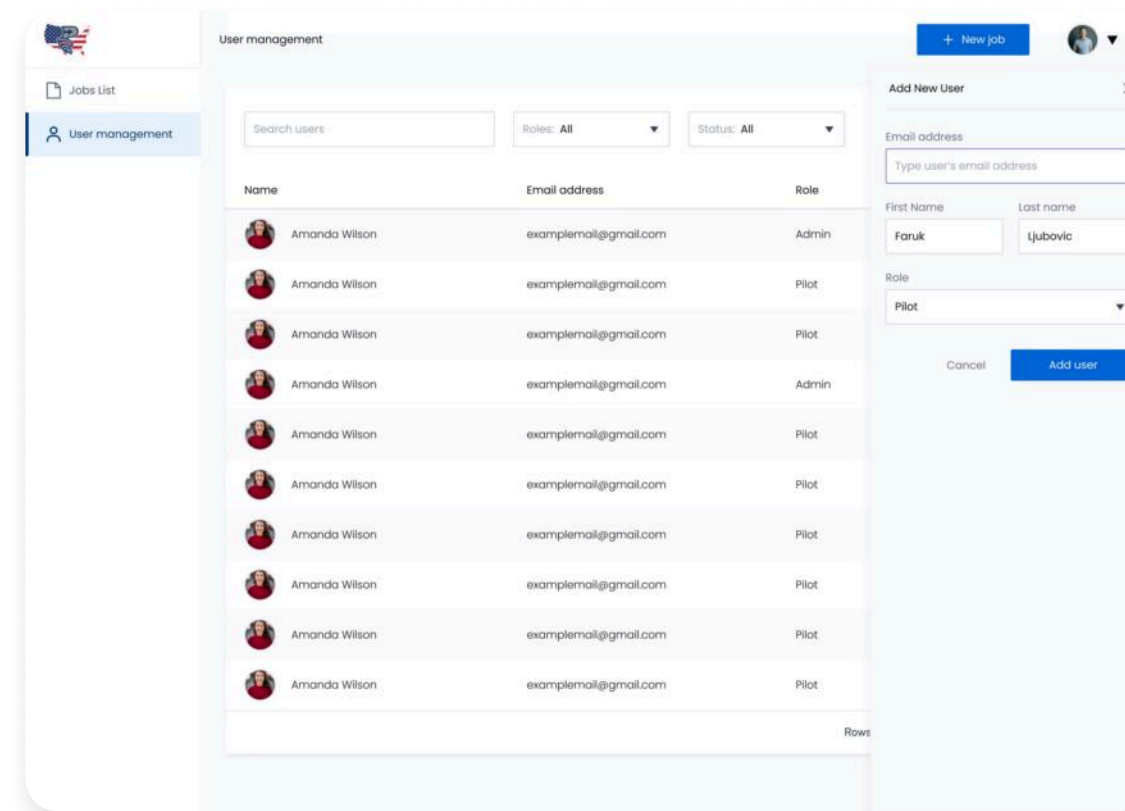 User management
+ New job
Jobs List
User management
Search users
Roles: All
Status: All
Name Email address Role
Amanda Wilson examplemail@gmail.com Admin
Amanda Wilson examplemail@gmail.com Pilot
Amanda Wilson examplemail@gmail.com Pilot
Amanda Wilson examplemail@gmail.com Admin
Amanda Wilson examplemail@gmail.com Pilot
Amanda Wilson examplemail@gmail.com Pilot
Amanda Wilson examplemail@gmail.com Pilot
Amanda Wilson examplemail@gmail.com Pilot
Amanda Wilson examplemail@gmail.com Pilot
Amanda Wilson examplemail@gmail.com Pilot
Rows
Add New User
Email address
Type user's email address
First Name Last name
Faruk Ljubovic
Role
Pilot
Cancel Add user